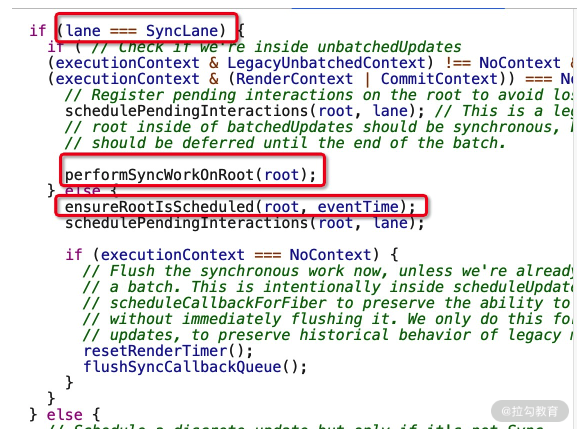 if (lane === SyncLane) {
if ( // Check if we're inside unbatchedUpdates
(executionContext & LegacyUnbatchedContext) !== NoContext &
(executionContext & (RenderContext | CommitContext)) === No
// Register pending interactions on the root to avoid los
schedulePendingInteractions(root, lane); // This is a leg
// root inside of batchedUpdates should be synchronous, b
// should be deferred until the end of the batch.
performSyncWorkOnRoot(root);
} else {
ensureRootIsScheduled(root, eventTime);
schedulePendingInteractions(root, lane);
if (executionContext === NoContext) {
// Flush the synchronous work now, unless we're already
// a batch. This is intentionally inside scheduleUpdate
// scheduleCallbackForFiber to preserve the ability to
// without immediately flushing it. We only do this fo
// updates, to preserve historical behavior of legacy m
resetRenderTimer();
flushSyncCallbackQueue();
}
}
} else {
// Schedule a discrete update but only if it's not Sync
@拉勾教育